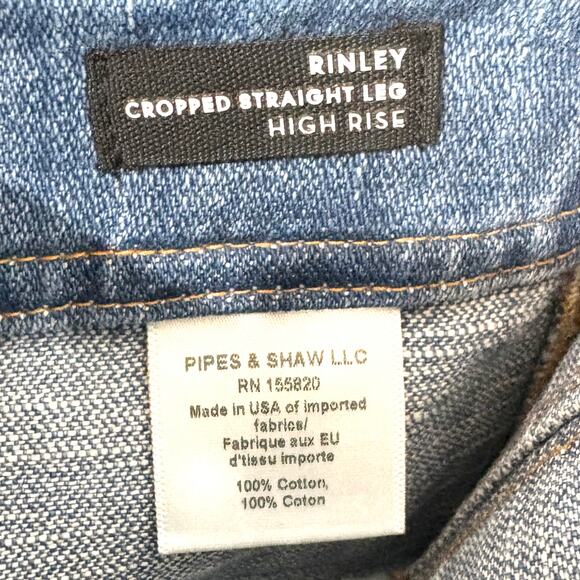 RINLEY
CROPPED STRAIGHT LEG
HIGH RISE
PIPES & SHAW LLC
RN 155820
Made in USA of imported
fabrics/
Fabrique aux EU
d'tissu importe
100% Cotton,
100% Coton